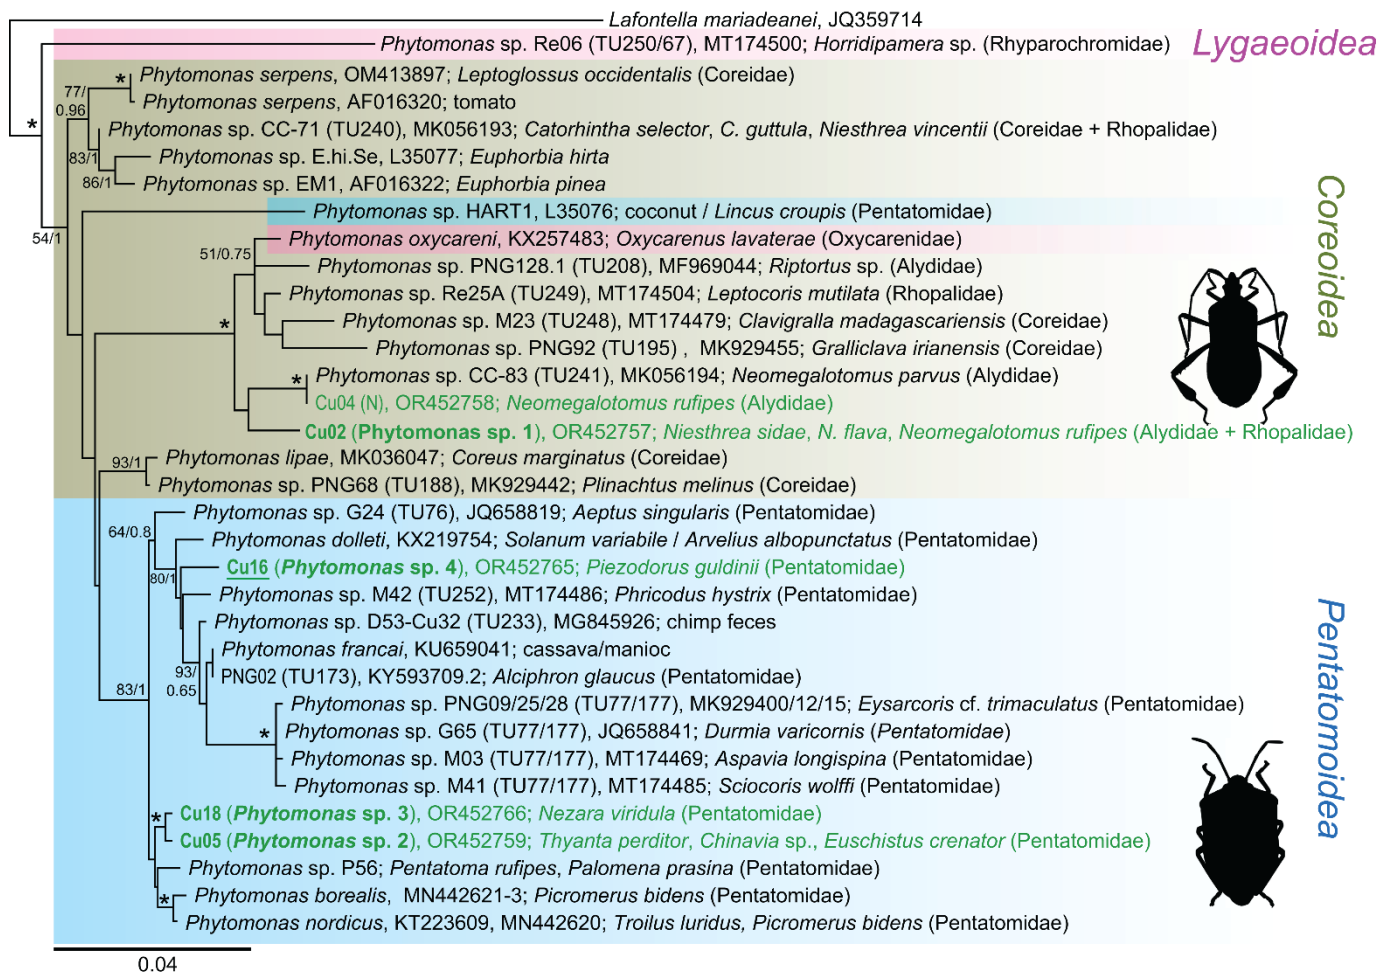 Lafontella mariadeanei, JQ359714
Phytomonas sp. Re06 (TU250/67), MT174500; Horridipamera sp. (Rhyparochromidae)
Lygaeoidea
*
Phytomonas serpens, OM413897; Leptoglossus occidentalis (Coreidae)
77/
0.96
Phytomonas serpens, AF016320; tomato
*
Phytomonas sp. CC-71 (TU240), MK056193; Catorhintha selector, C. guttula, Niesthrea vincentii (Coreidae + Rhopalidae)
83/1
Phytomonas sp. E.hi.Se, L35077; Euphorbia hirta
86/1
Phytomonas sp. EM1, AF016322; Euphorbia pinea
Coreoidea
Phytomonas sp. HART1, L35076; coconut / Lincus croupis (Pentatomidae)
54/1
Phytomonas oxycareni, KX257483; Oxycarenus lavaterae (Oxycarenidae)
51/0.75
Phytomonas sp. PNG128.1 (TU208), MF969044; Riptortus sp. (Alydidae)
Phytomonas sp. Re25A (TU249), MT174504; Leptocoris mutilata (Rhopalidae)
*
Phytomonas sp. M23 (TU248), MT174479; Clavigralla madagascariensis (Coreidae)
Phytomonas sp. PNG92 (TU195) , MK929455; Gralliclava irianensis (Coreidae)
*
Phytomonas sp. CC-83 (TU241), MK056194; Neomegalotomus parvus (Alydidae)
Cu04 (N), OR452758; Neomegalotomus rufipes (Alydidae)
Cu02 (Phytomonas sp. 1), OR452757; Niesthrea sidae, N. flava, Neomegalotomus rufipes (Alydidae + Rhopalidae)
93/1
Phytomonas lipae, MK036047; Coreus marginatus (Coreidae)
Phytomonas sp. PNG68 (TU188), MK929442; Plinachtus melinus (Coreidae)
Phytomonas sp. G24 (TU76), JQ658819; Aeptus singularis (Pentatomidae)
64/0.8
Phytomonas dolleti, KX219754; Solanum variabile / Arvelius albopunctatus (Pentatomidae)
80/1
Cu16 (Phytomonas sp. 4), OR452765; Piezodorus guldinii (Pentatomidae)
Phytomonas sp. M42 (TU252), MT174486; Phricodus hystrix (Pentatomidae)
Pentatomoidea
Phytomonas sp. D53-Cu32 (TU233), MG845926; chimp feces
Phytomonas francai, KU659041; cassava/manioc
93/
0.65
PNG02 (TU173), KY593709.2; Alciphron glaucus (Pentatomidae)
83/1
Phytomonas sp. PNG09/25/28 (TU77/177), MK929400/12/15; Eysarcoris cf. trimaculatus (Pentatomidae)
*
Phytomonas sp. G65 (TU77/177), JQ658841; Durmia varicornis (Pentatomidae)
Phytomonas sp. M03 (TU77/177), MT174469; Aspavia longispina (Pentatomidae)
Phytomonas sp. M41 (TU77/177), MT174485; Sciocoris wolffi (Pentatomidae)
*
Cu18 (Phytomonas sp. 3), OR452766; Nezara viridula (Pentatomidae)
Cu05 (Phytomonas sp. 2), OR452759; Thyanta perditor, Chinavia sp., Euschistus crenator (Pentatomidae)
Phytomonas sp. P56; Pentatoma rufipes, Palomena prasina (Pentatomidae)
*
Phytomonas borealis, MN442621-3; Picromerus bidens (Pentatomidae)
Phytomonas nordicus, KT223609, MN442620; Troilus luridus, Picromerus bidens (Pentatomidae)
0.04